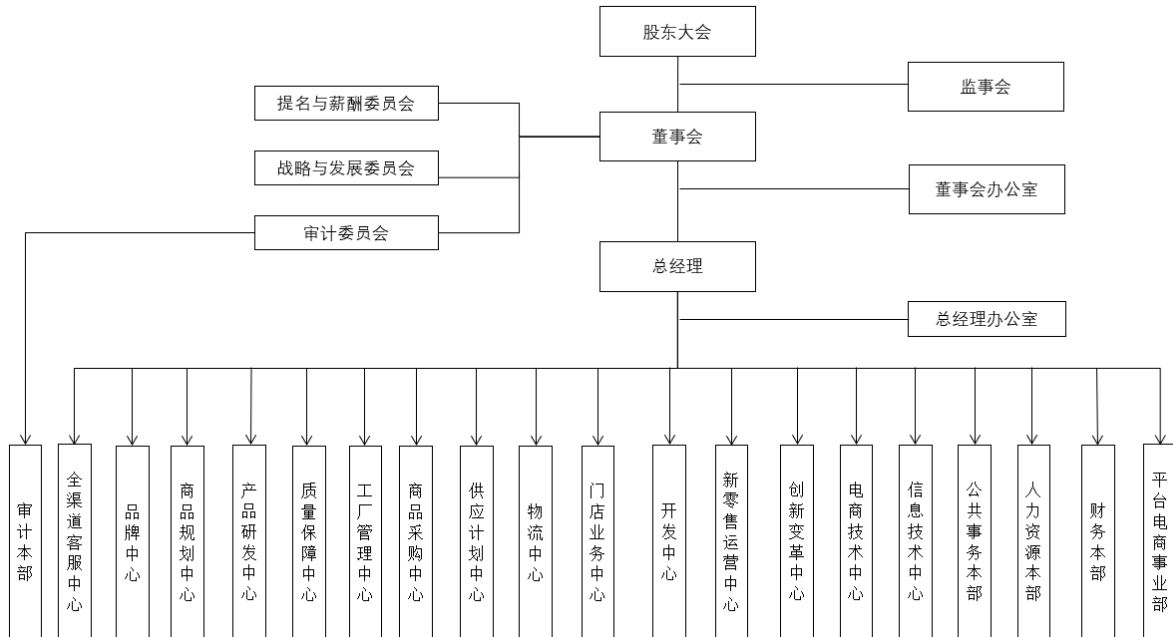 股东大会
监事会
提名与薪酬委员会
董事会
战略与发展委员会
董事会办公室
审计委员会
总经理
总经理办公室
审计本部
全渠道客服中心
品牌中心
商品规划中心
产品研发中心
质量保障中心
工厂管理中心
商品采购中心
供应计划中心
物流中心
门店业务中心
开发中心
新零售运营中心
创新变革中心
电商技术中心
信息技术中心
公共事务本部
人力资源本部
财务本部
平台电商事业部